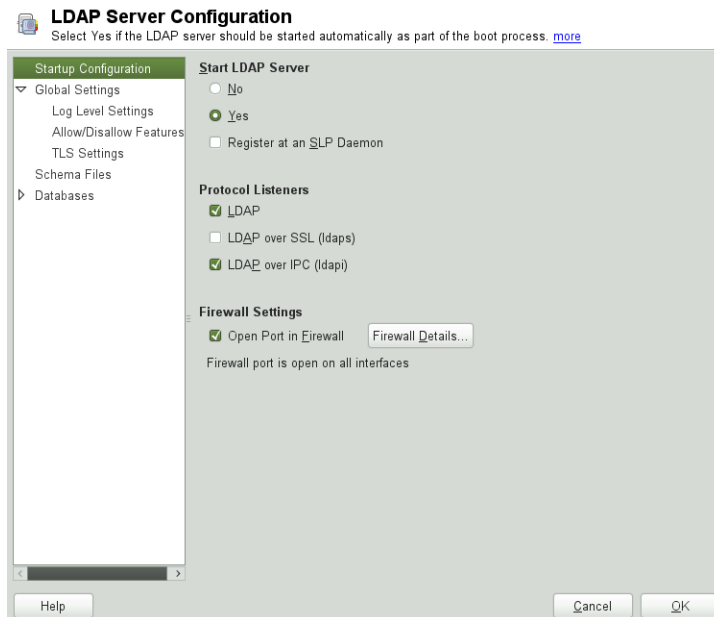 LDAP Server Configuration
Select Yes if the LDAP server should be started automatically as part of the boot process. more
Startup Configuration
Global Settings
Log Level Settings
Allow/Disallow Features
TLS Settings
Schema Files
Databases
Start LDAP Server
No
Yes
Register at an SLP Daemon
Protocol Listeners
LDAP
LDAP over SSL (ldaps)
LDAP over IPC (ldapi)
Firewall Settings
Open Port in Firewall Firewall Details...
Firewall port is open on all interfaces
Help Cancel OK